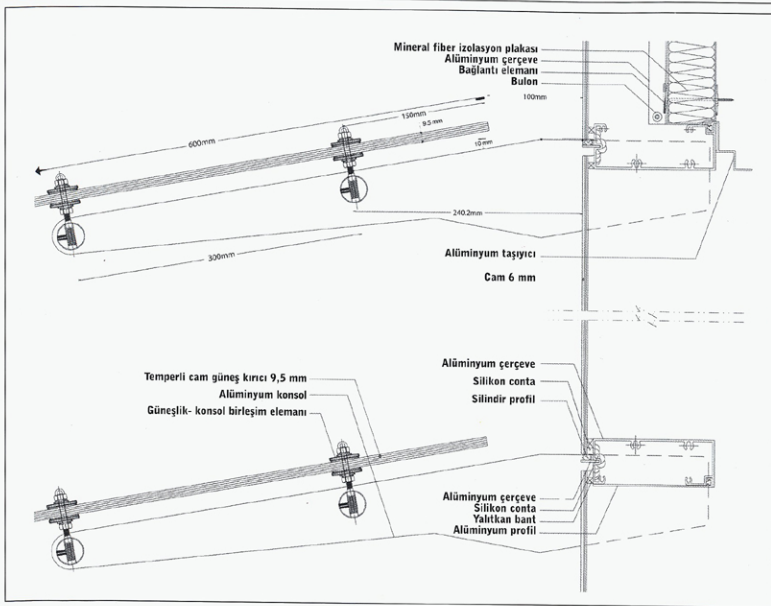 Mineral fiber izolasyon plakası
Alüminyum çerçeve
Bağlantı elemanı
Bulon
100mm
150mm
9.5 mm
600mm
10 mm
240.2mm
300mm
Alüminyum taşıyıcı
Cam 6 mm
Alüminyum çerçeve
Silikon conta
Silindir profil
Temperli cam güneş kırıcı 9,5 mm
Alüminyum konsol
Güneşlik- konsol birleşim elemanı
Alüminyum çerçeve
Silikon conta
Yalıtkan bant
Alüminyum profil